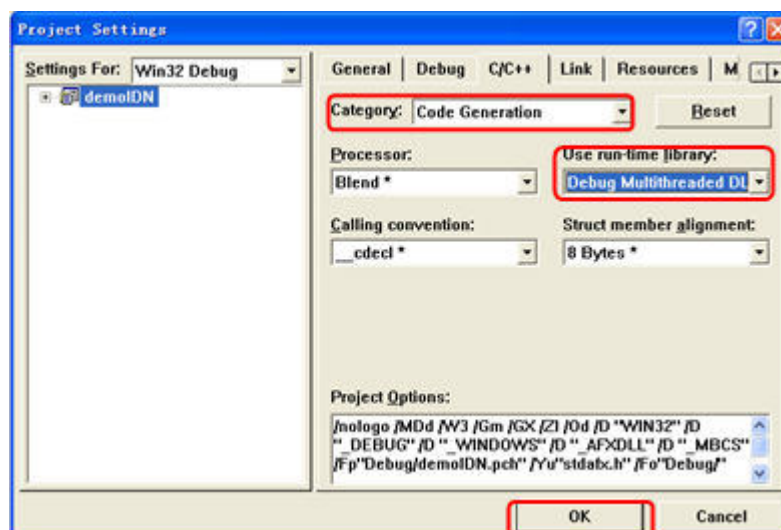 Project Settings
Settings For: Win32 Debug
demoIDN
General Debug C/C++ Link Resources M
Category: Code Generation Reset
Processor: Use run-time library:
Blend * Debug Multithreaded DL
Calling convention: Struct member alignment:
__cdecl * 8 Bytes *
Project Options:
/nologo /MDd /W3 /Gm /GX /ZI /Od /D "WIN32" /D
"_DEBUG" /D "_WINDOWS" /D "_AFXDLL" /D "_MBCS"
/Fp"Debug/demoIDN.pch" /Yu"stdafx.h" /Fo"Debug/"
OK Cancel